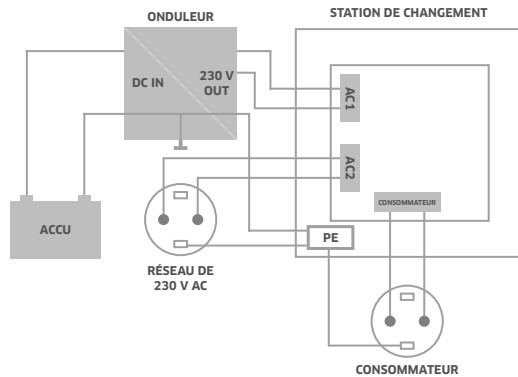 ONDULEUR
STATION DE CHANGEMENT
DC IN
230 V
OUT
AC1
AC2
CONSOMMATEUR
ACCU
PE
RÉSEAU DE
230 V AC
CONSOMMATEUR